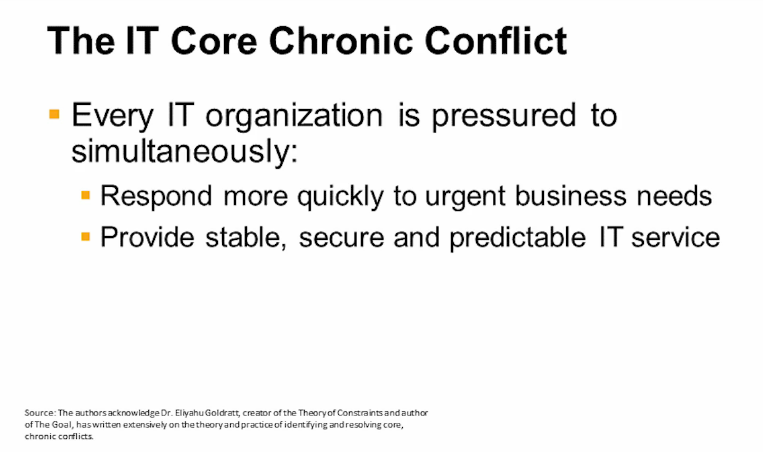 The IT Core Chronic Conflict
Every IT organization is pressured to
simultaneously:
Respond more quickly to urgent business needs
Provide stable, secure and predictable IT service
Source: The authors acknowledge Dr. Eliyahu Goldratt, creator of the Theory of Constraints and author
of The Goal, has written extensively on the theory and practice of identifying and resolving core,
chronic conflicts.